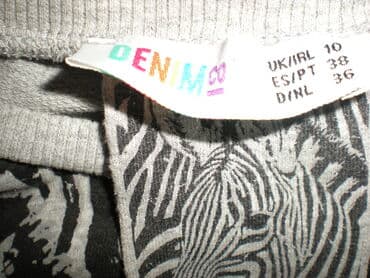 DENIM CO
UK/IRL 10
ES/PT 38
D/NL 36